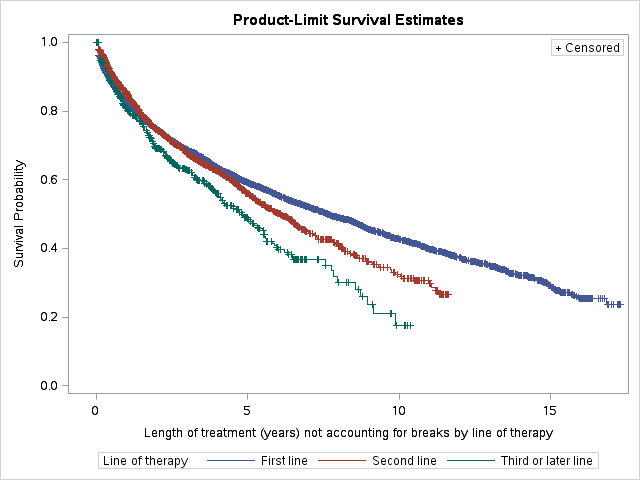 Product-Limit Survival Estimates
+ Censored
Survival Probability
1.0
0.8
0.6
0.4
0.2
0.0
0 5 10 15
Length of treatment (years) not accounting for breaks by line of therapy
Line of therapy First line Second line Third or later line